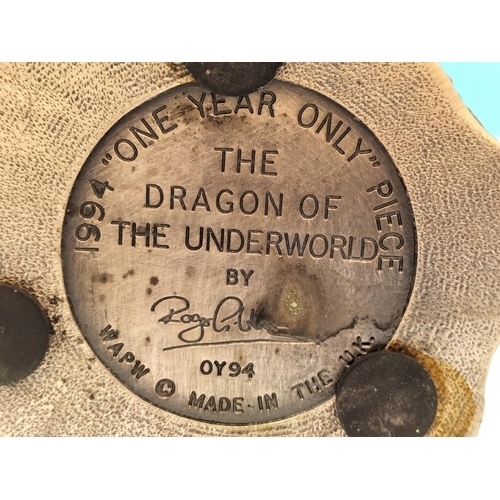 1994 "ONE YEAR ONLY" PIECE
THE
DRAGON OF
THE UNDERWORLD
BY
OY94
WAPW © MADE · IN THE U.K.